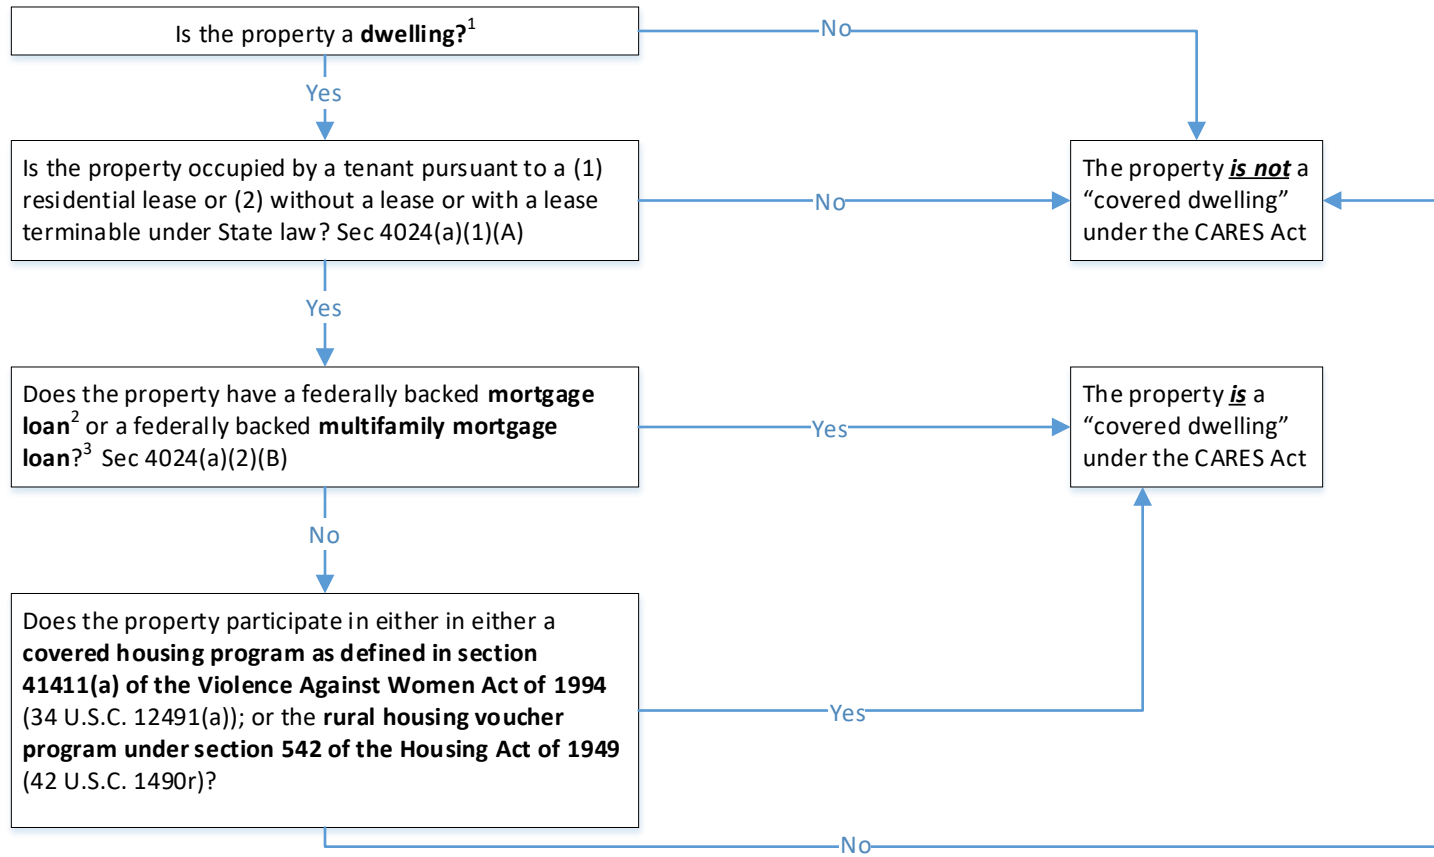 Is the property a dwelling?1
No
Yes
Is the property occupied by a tenant pursuant to a (1)
residential lease or (2) without a lease or with a lease
terminable under State law? Sec 4024(a)(1)(A)
No
The property is not a
“covered dwelling”
under the CARES Act
Yes
Does the property have a federally backed mortgage
loan2 or a federally backed multifamily mortgage
loan?3 Sec 4024(a)(2)(B)
Yes
The property is a
“covered dwelling”
under the CARES Act
No
Does the property participate in either in either a
covered housing program as defined in section
41411(a) of the Violence Against Women Act of 1994
(34 U.S.C. 12491(a)); or the rural housing voucher
program under section 542 of the Housing Act of 1949
(42 U.S.C. 1490r)?
Yes
No